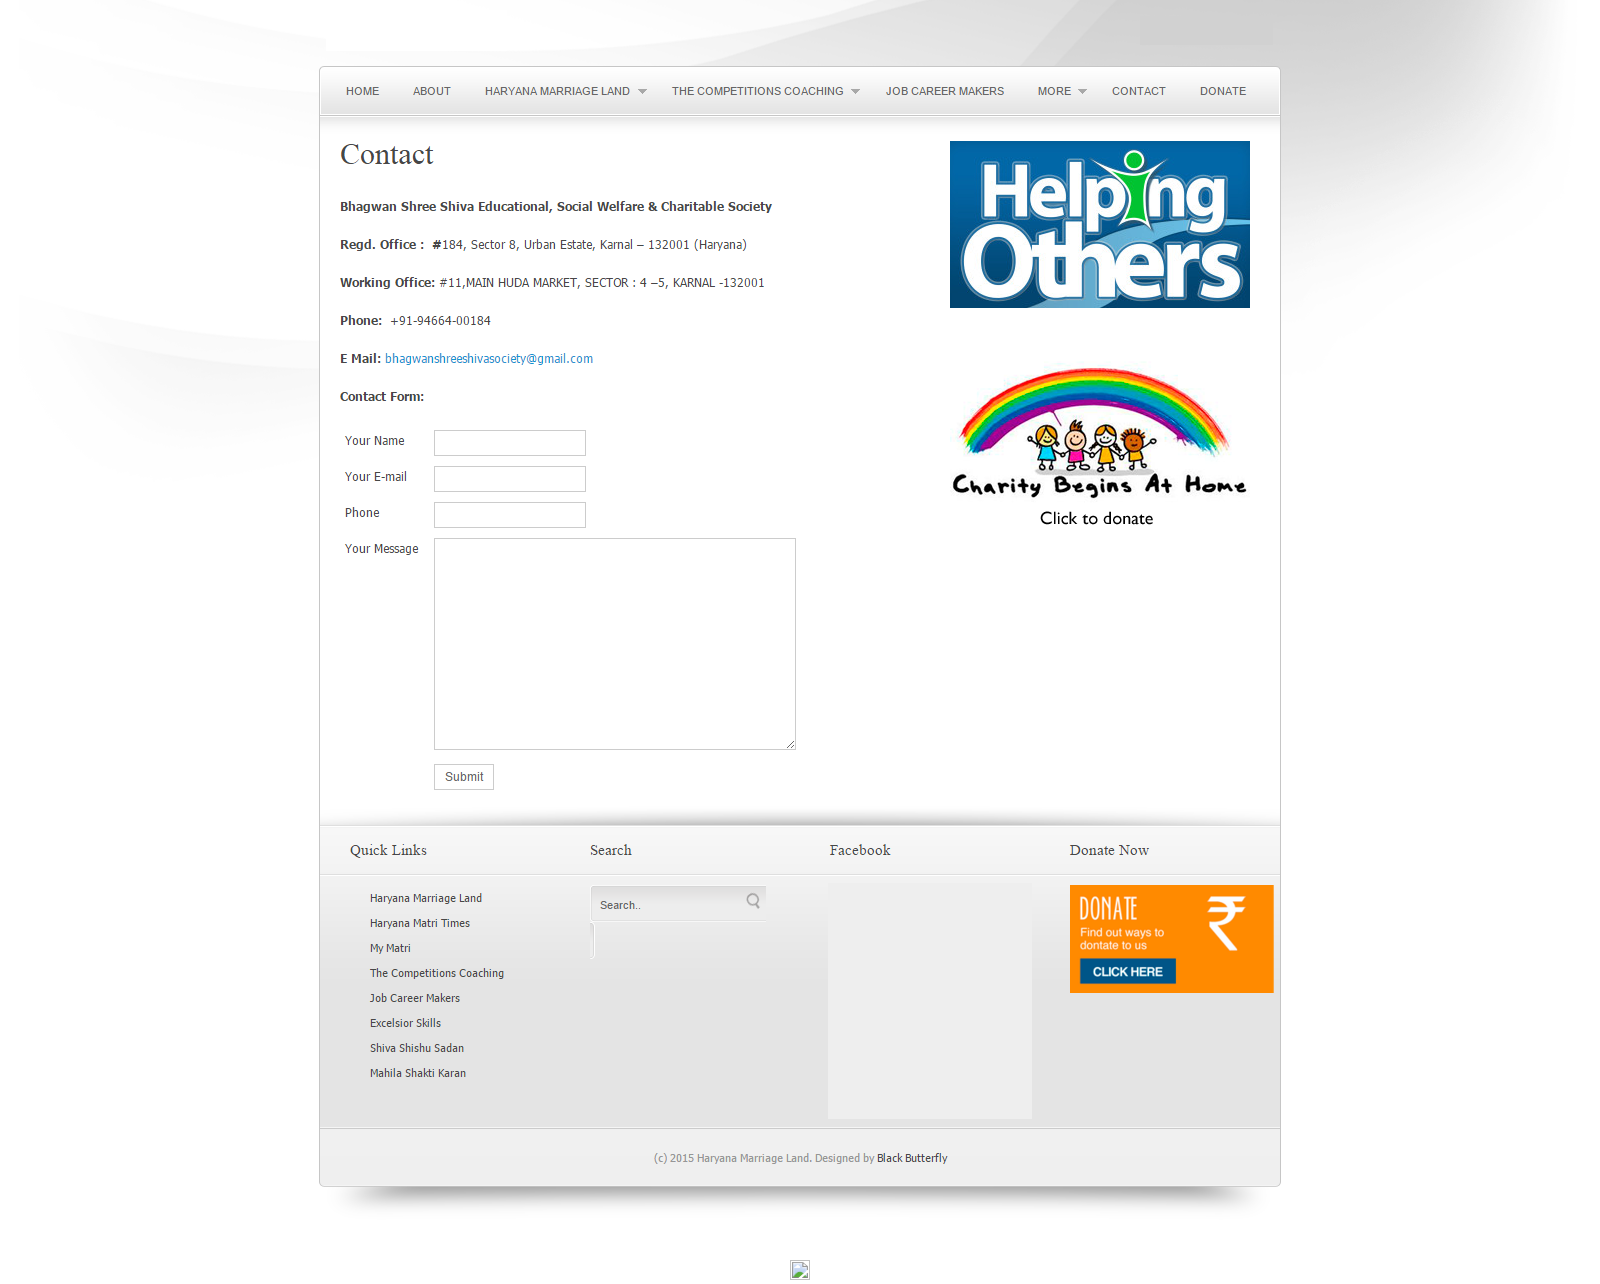 HOME ABOUT HARYANA MARRIAGE LAND THE COMPETITIONS COACHING JOB CAREER MAKERS MORE CONTACT DONATE
Contact
Bhagwan Shree Shiva Educational, Social Welfare & Charitable Society
Regd. Office :  #184, Sector 8, Urban Estate, Karnal – 132001 (Haryana)
Working Office: #11,MAIN HUDA MARKET, SECTOR : 4 –5, KARNAL -132001
Phone:  +91-94664-00184
E Mail: bhagwanshreeshivasociety@gmail.com
Contact Form:
Your Name
Your E-mail
Phone
Your Message
Submit
Helping
Others
Charity Begins At Home
Click to donate
Quick Links
Haryana Marriage Land
Haryana Matri Times
My Matri
The Competitions Coaching
Job Career Makers
Excelsior Skills
Shiva Shishu Sadan
Mahila Shakti Karan
Search
Search..
Facebook
Donate Now
DONATE
₹
Find out ways to
dontate to us
CLICK HERE
(c) 2015 Haryana Marriage Land. Designed by Black Butterfly